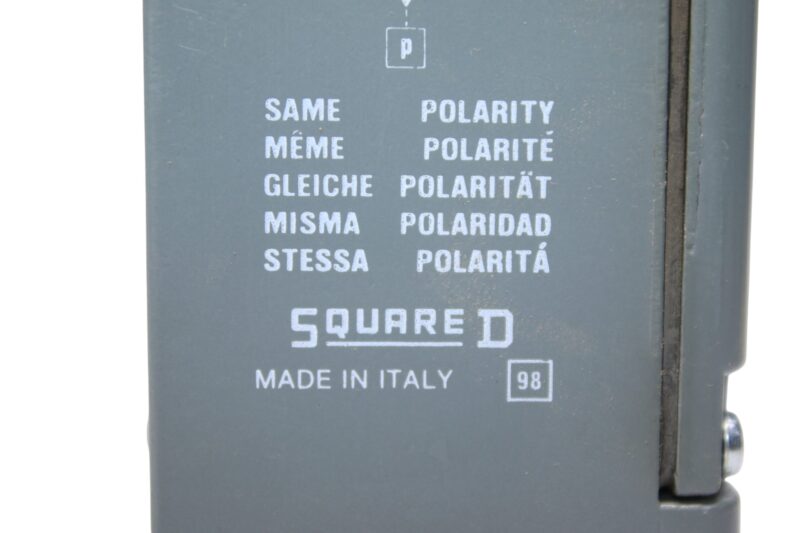 p
SAME POLARITY
MÊME POLARITÉ
GLEICHE POLARITÄT
MISMA POLARIDAD
STESSA POLARITÁ
SQUARE D
MADE IN ITALY 98